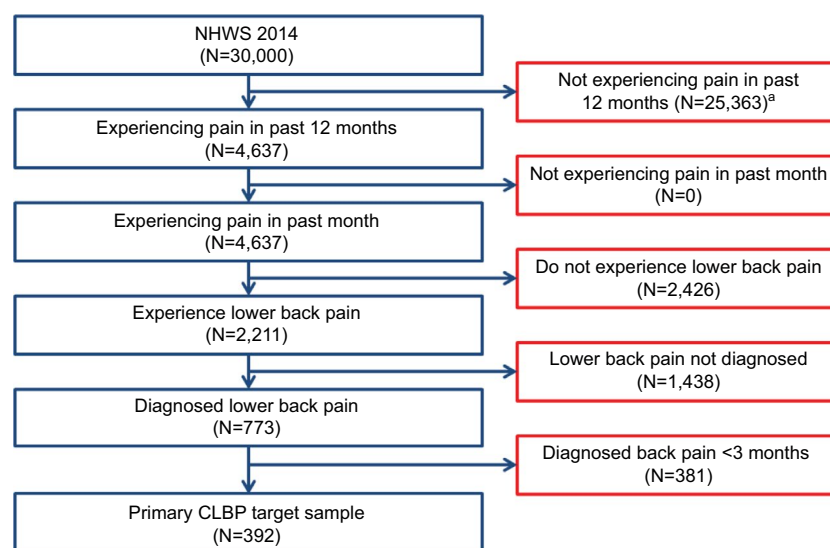 NHWS 2014
(N=30,000)
Not experiencing pain in past
12 months (N=25,363)ᵃ
Experiencing pain in past 12 months
(N=4,637)
Not experiencing pain in past month
(N=0)
Experiencing pain in past month
(N=4,637)
Do not experience lower back pain
(N=2,426)
Experience lower back pain
(N=2,211)
Lower back pain not diagnosed
(N=1,438)
Diagnosed lower back pain
(N=773)
Diagnosed back pain <3 months
(N=381)
Primary CLBP target sample
(N=392)